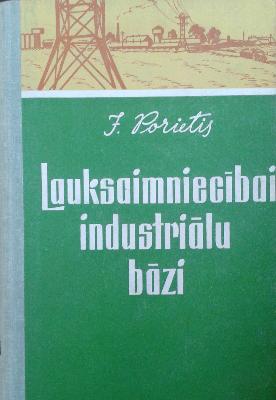 J. Porietis
Lauksaimniecībai
industriālu
bāzi